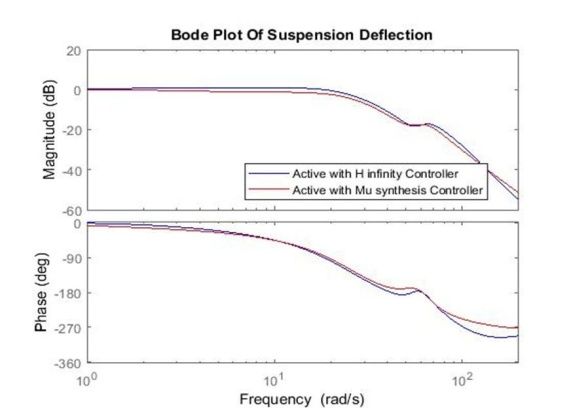 Bode Plot Of Suspension Deflection
20
0
-20
-40
-60
Magnitude (dB)
Active with H infinity Controller
Active with Mu synthesis Controller
0
-90
-180
-270
-360
Phase (deg)
10^0
10^1
10^2
Frequency (rad/s)